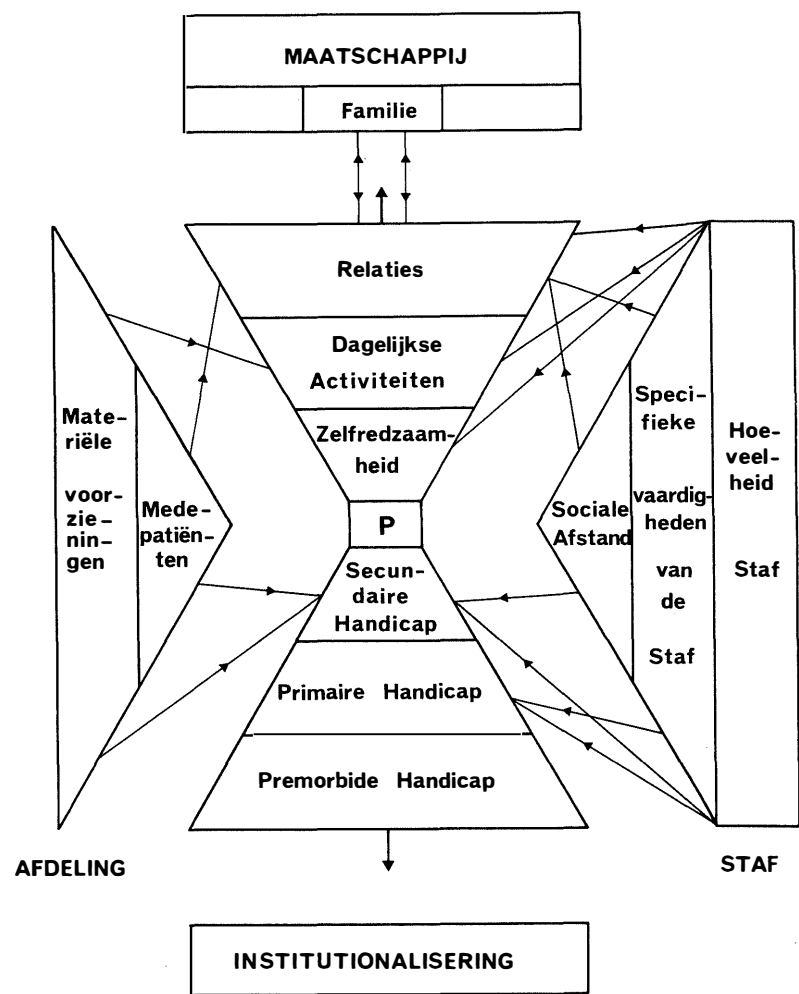 MAATSCHAPPIJ
Familie
Relaties
Dagelijkse
Activiteiten
Zelfredzaam-
heid
P
Secun-
daire
Handicap
Primaire Handicap
Premorbide Handicap
Mate-
riële
voor-
zie-
nin-
gen
Mede-
patiën-
ten
Sociale
Afstand
Speci-
fieke
vaardig-
heden
van
de
Staf
Hoe-
veel-
heid
Staf
AFDELING
STAF
INSTITUTIONALISERING